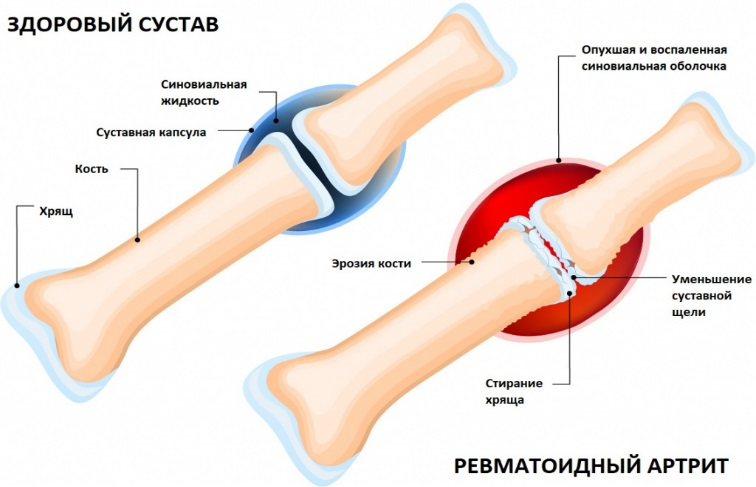 ЗДОРОВЫЙ СУСТАВ
Синовиальная
жидкость
Суставная капсула
Кость
Хрящ
Опухшая и воспаленная
синовиальная оболочка
Эрозия кости
Уменьшение
суставной
щели
Стирание
хряща
РЕВМАТОИДНЫЙ АРТРИТ